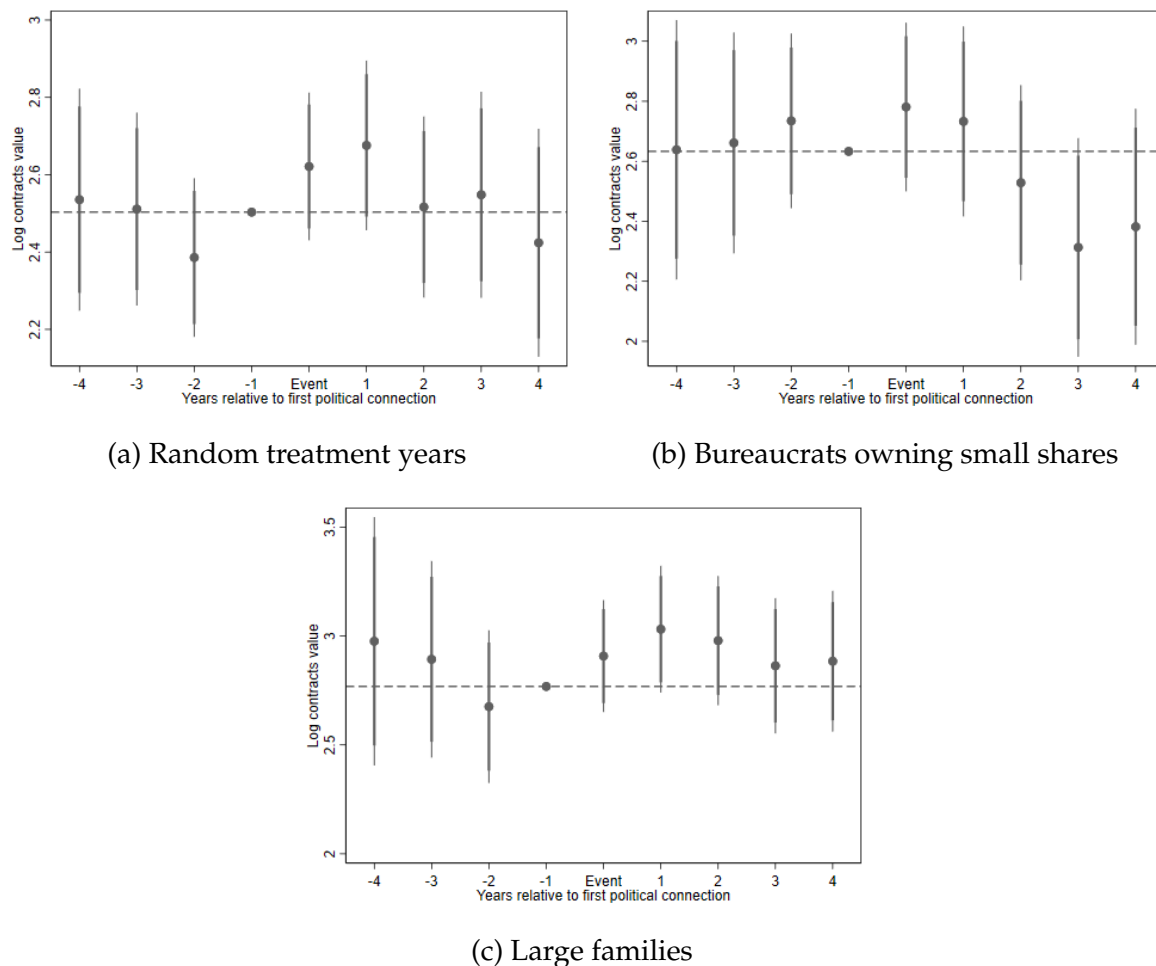 3
2.8
2.6
2.4
2.2
Log contracts value
-4 -3 -2 -1 Event 1 2 3 4
Years relative to first political connection
(a) Random treatment years
3
2.8
2.6
2.4
2.2
2
Log contracts value
-4 -3 -2 -1 Event 1 2 3 4
Years relative to first political connection
(b) Bureaucrats owning small shares
3.5
3
2.5
2
Log contracts value
-4 -3 -2 -1 Event 1 2 3 4
Years relative to first political connection
(c) Large families